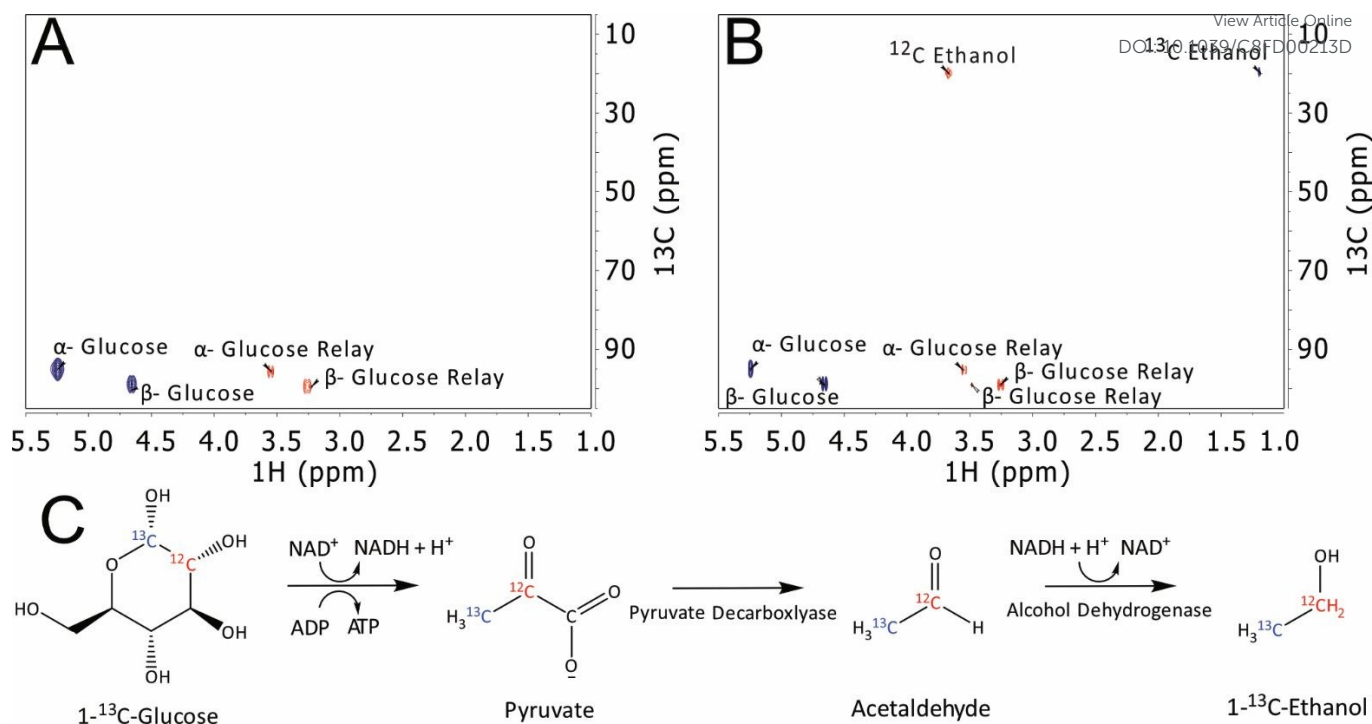 A
10
30
50
70
90
13C (ppm)
α- Glucose
β- Glucose
α- Glucose Relay
β- Glucose Relay
5.5 5.0 4.5 4.0 3.5 3.0 2.5 2.0 1.5 1.0
1H (ppm)
B
View Article Online
DOI: 10.1039/C8FD00213D
12C Ethanol
13C Ethanol
10
30
50
70
90
13C (ppm)
α- Glucose
β- Glucose
α- Glucose Relay
β- Glucose Relay
β- Glucose Relay
5.5 5.0 4.5 4.0 3.5 3.0 2.5 2.0 1.5 1.0
1H (ppm)
C
OH
13C
12C
OH
O
HO
OH
OH
1-13C-Glucose
NAD+ NADH + H+
ADP ATP
O
12C
H3 13C
C
O
O
-
Pyruvate
Pyruvate Decarboxlyase
O
12C
H3 13C
H
Acetaldehyde
NADH + H+ NAD+
Alcohol Dehydrogenase
OH
12CH2
H3 13C
1-13C-Ethanol